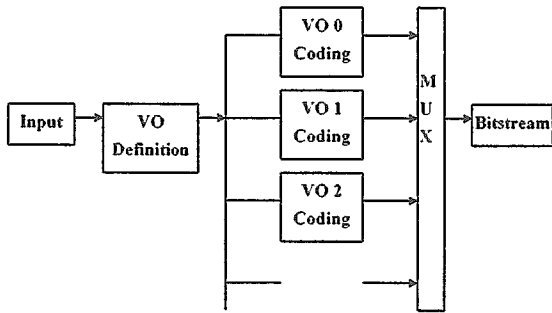 Input
VO
Definition
VO 0
Coding
VO 1
Coding
VO 2
Coding
M
U
X
Bitstream